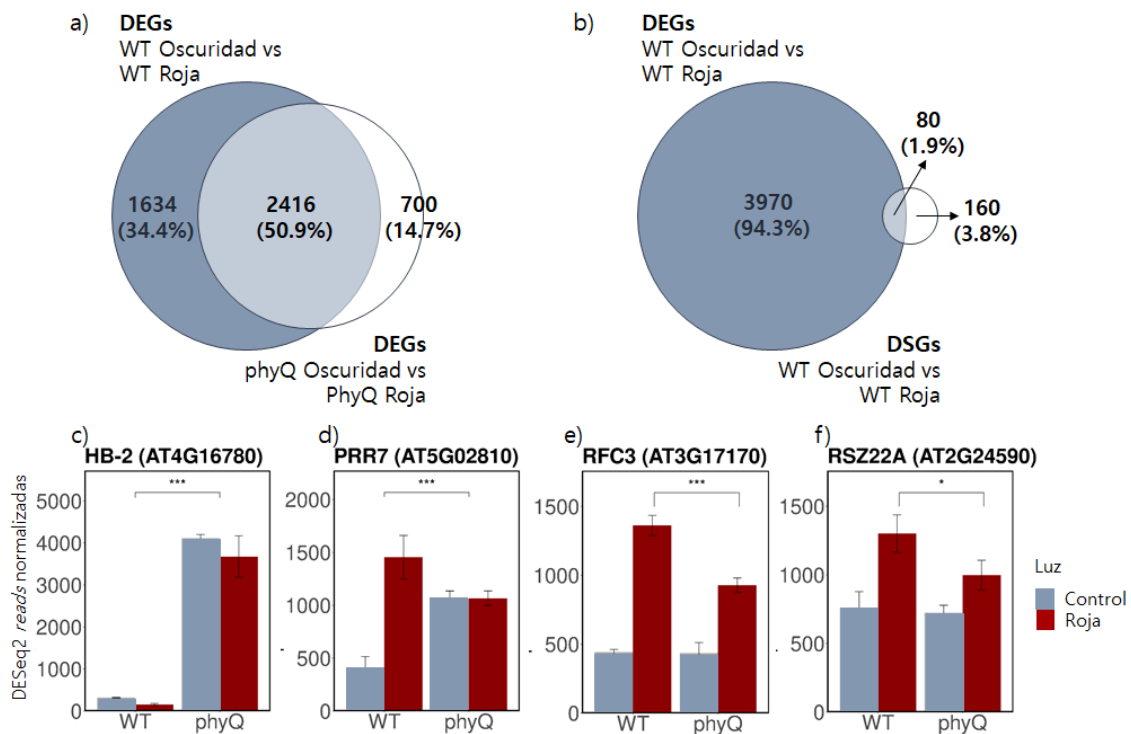 a)
DEGs
WT Oscuridad vs
WT Roja
1634
(34.4%)
2416
(50.9%)
700
(14.7%)
DEGs
phyQ Oscuridad vs
PhyQ Roja
b)
DEGs
WT Oscuridad vs
WT Roja
3970
(94.3%)
80
(1.9%)
160
(3.8%)
DSGs
WT Oscuridad vs
WT Roja
DESeq2 reads normalizadas
c)
HB-2 (AT4G16780)
5000
4000
3000
2000
1000
0
***
WT phyQ
d)
PRR7 (AT5G02810)
2000
1500
1000
500
0
***
WT phyQ
e)
RFC3 (AT3G17170)
1500
1000
500
0
***
WT phyQ
f)
RSZ22A (AT2G24590)
1500
1000
500
0
*
WT phyQ
Luz
Control
Roja